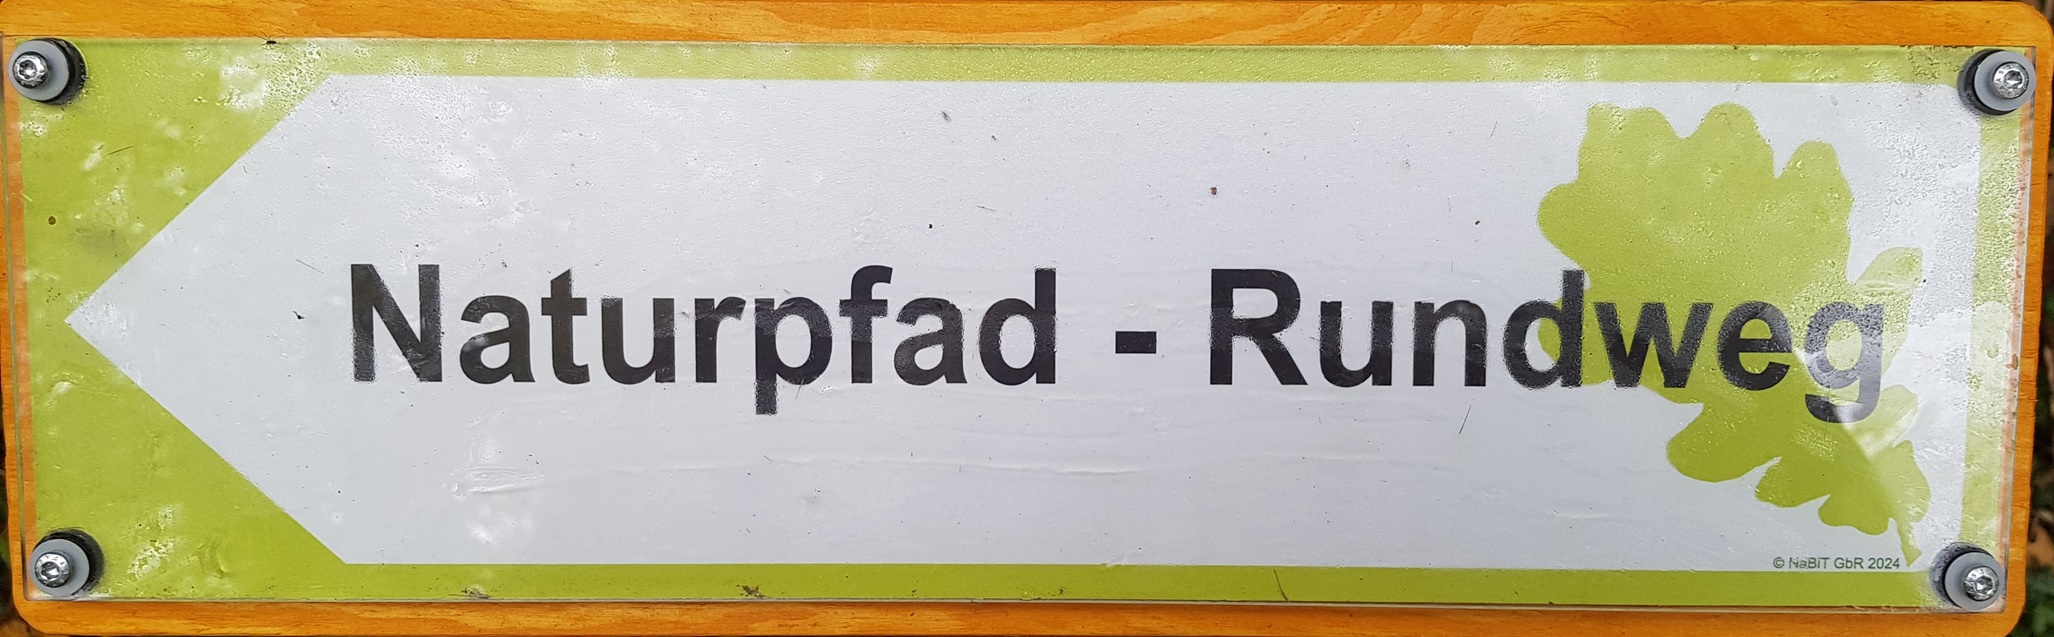 Naturpfad - Rundweg
© NaBiT GbR 2024